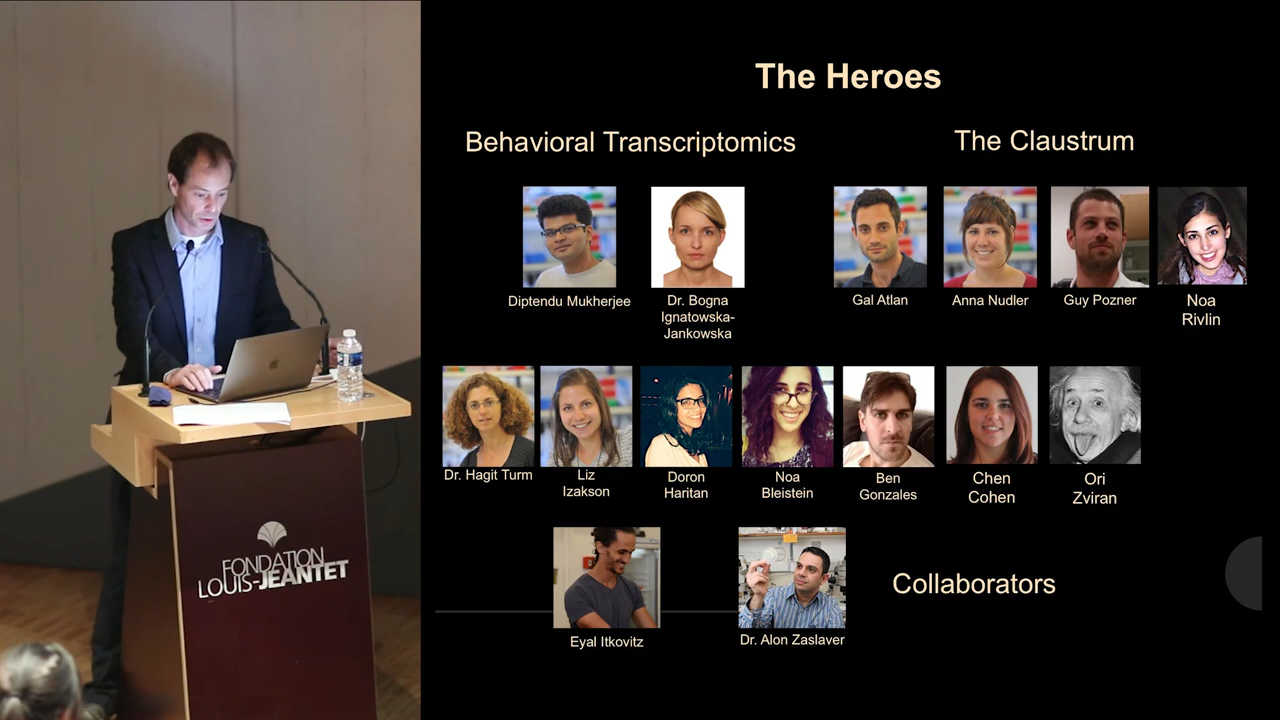 The Heroes
Behavioral Transcriptomics
The Claustrum
Diptendu Mukherjee
Dr. Bogna
Ignatowska-
Jankowska
Gal Atlan
Anna Nudler
Guy Pozner
Noa
Rivlin
Dr. Hagit Turm
Liz
Izakson
Doron
Haritan
Noa
Bleistein
Ben
Gonzales
Chen
Cohen
Ori
Zviran
Eyal Itkovitz
Dr. Alon Zaslaver
Collaborators
FONDATION
LOUIS-JEANTET